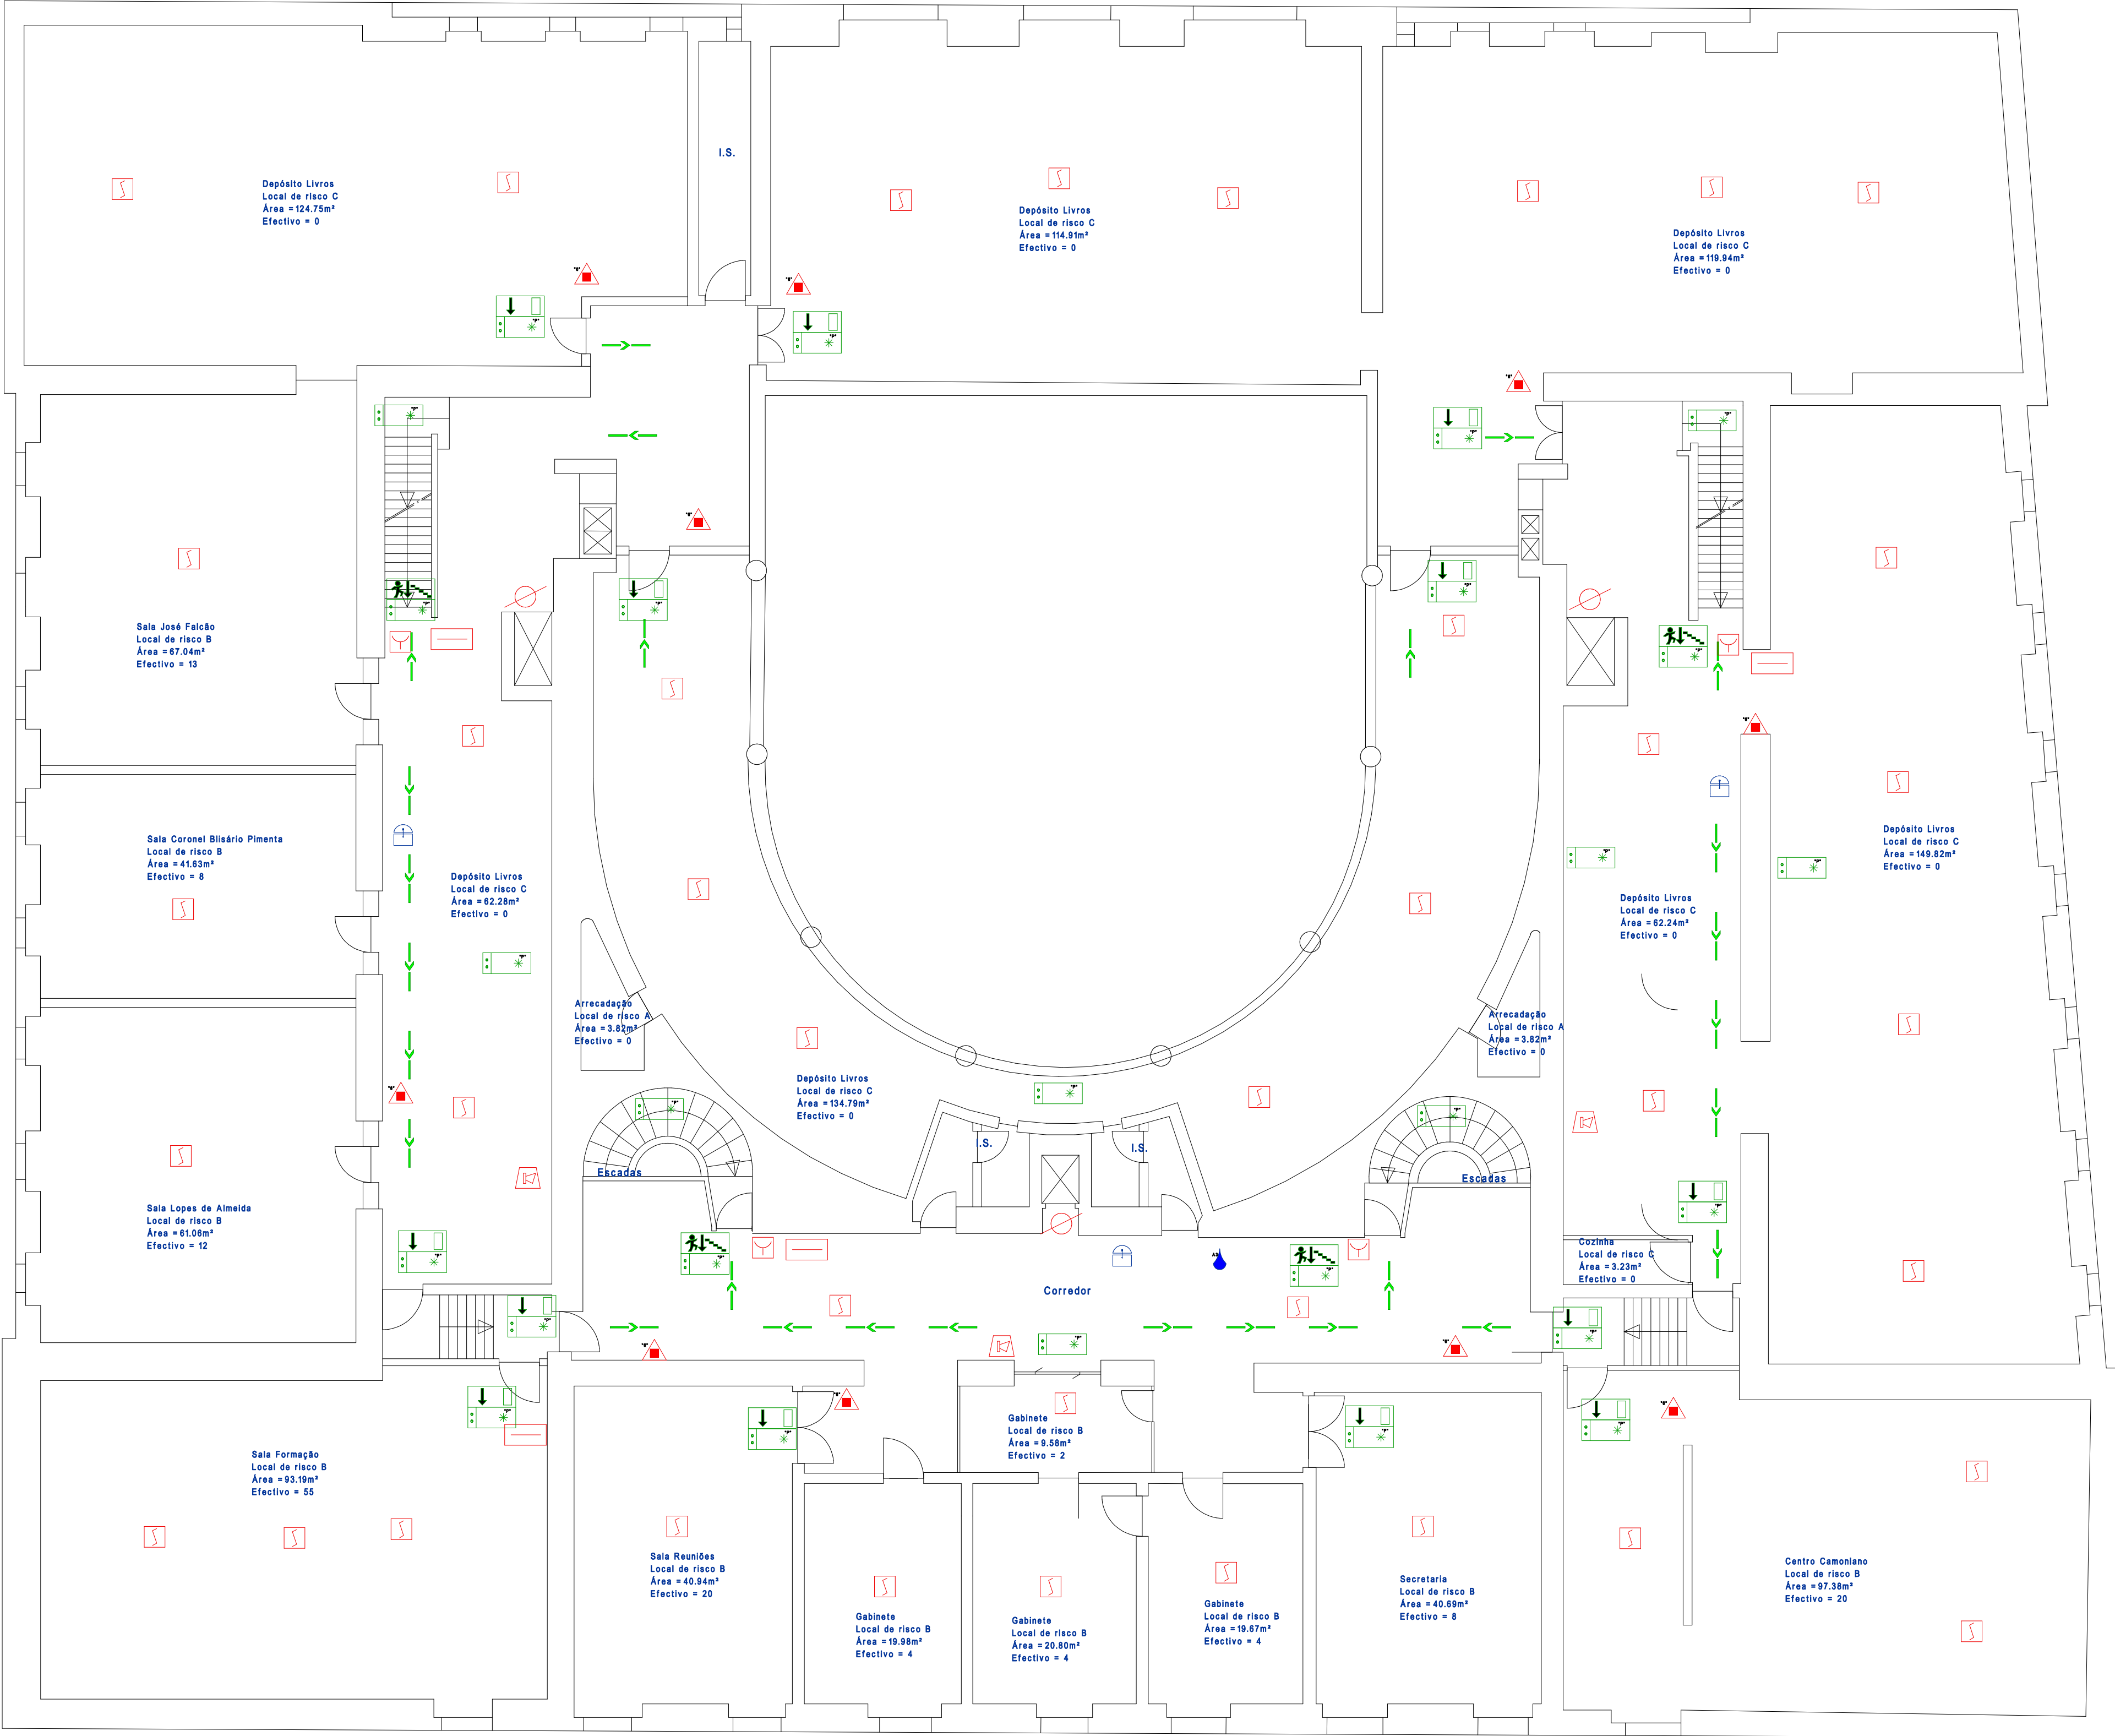 I.S.
Depósito Livros
Local de risco C
Área = 124.75m²
Efectivo = 0
Depósito Livros
Local de risco C
Área = 114.91m²
Efectivo = 0
Depósito Livros
Local de risco C
Área = 119.94m²
Efectivo = 0
Sala José Falcão
Local de risco B
Área = 67.04m²
Efectivo = 13
Sala Coronel Blisário Pimenta
Local de risco B
Área = 41.63m²
Efectivo = 8
Depósito Livros
Local de risco C
Área = 62.28m²
Efectivo = 0
Depósito Livros
Local de risco C
Área = 149.82m²
Efectivo = 0
Depósito Livros
Local de risco C
Área = 62.24m²
Efectivo = 0
Arrecadação
Local de risco A
Área = 3.82m²
Efectivo = 0
Arrecadação
Local de risco A
Área = 3.82m²
Efectivo = 0
Depósito Livros
Local de risco C
Área = 134.79m²
Efectivo = 0
I.S.
I.S.
Escadas
Escadas
Sala Lopes de Almeida
Local de risco B
Área = 61.06m²
Efectivo = 12
Cozinha
Local de risco C
Área = 3.23m²
Efectivo = 0
Corredor
Gabinete
Local de risco B
Área = 9.58m²
Efectivo = 2
Sala Formação
Local de risco B
Área = 93.19m²
Efectivo = 55
Sala Reuniões
Local de risco B
Área = 40.94m²
Efectivo = 20
Gabinete
Local de risco B
Área = 19.98m²
Efectivo = 4
Gabinete
Local de risco B
Área = 20.80m²
Efectivo = 4
Gabinete
Local de risco B
Área = 19.67m²
Efectivo = 4
Secretaria
Local de risco B
Área = 40.69m²
Efectivo = 8
Centro Camoniano
Local de risco B
Área = 97.38m²
Efectivo = 20